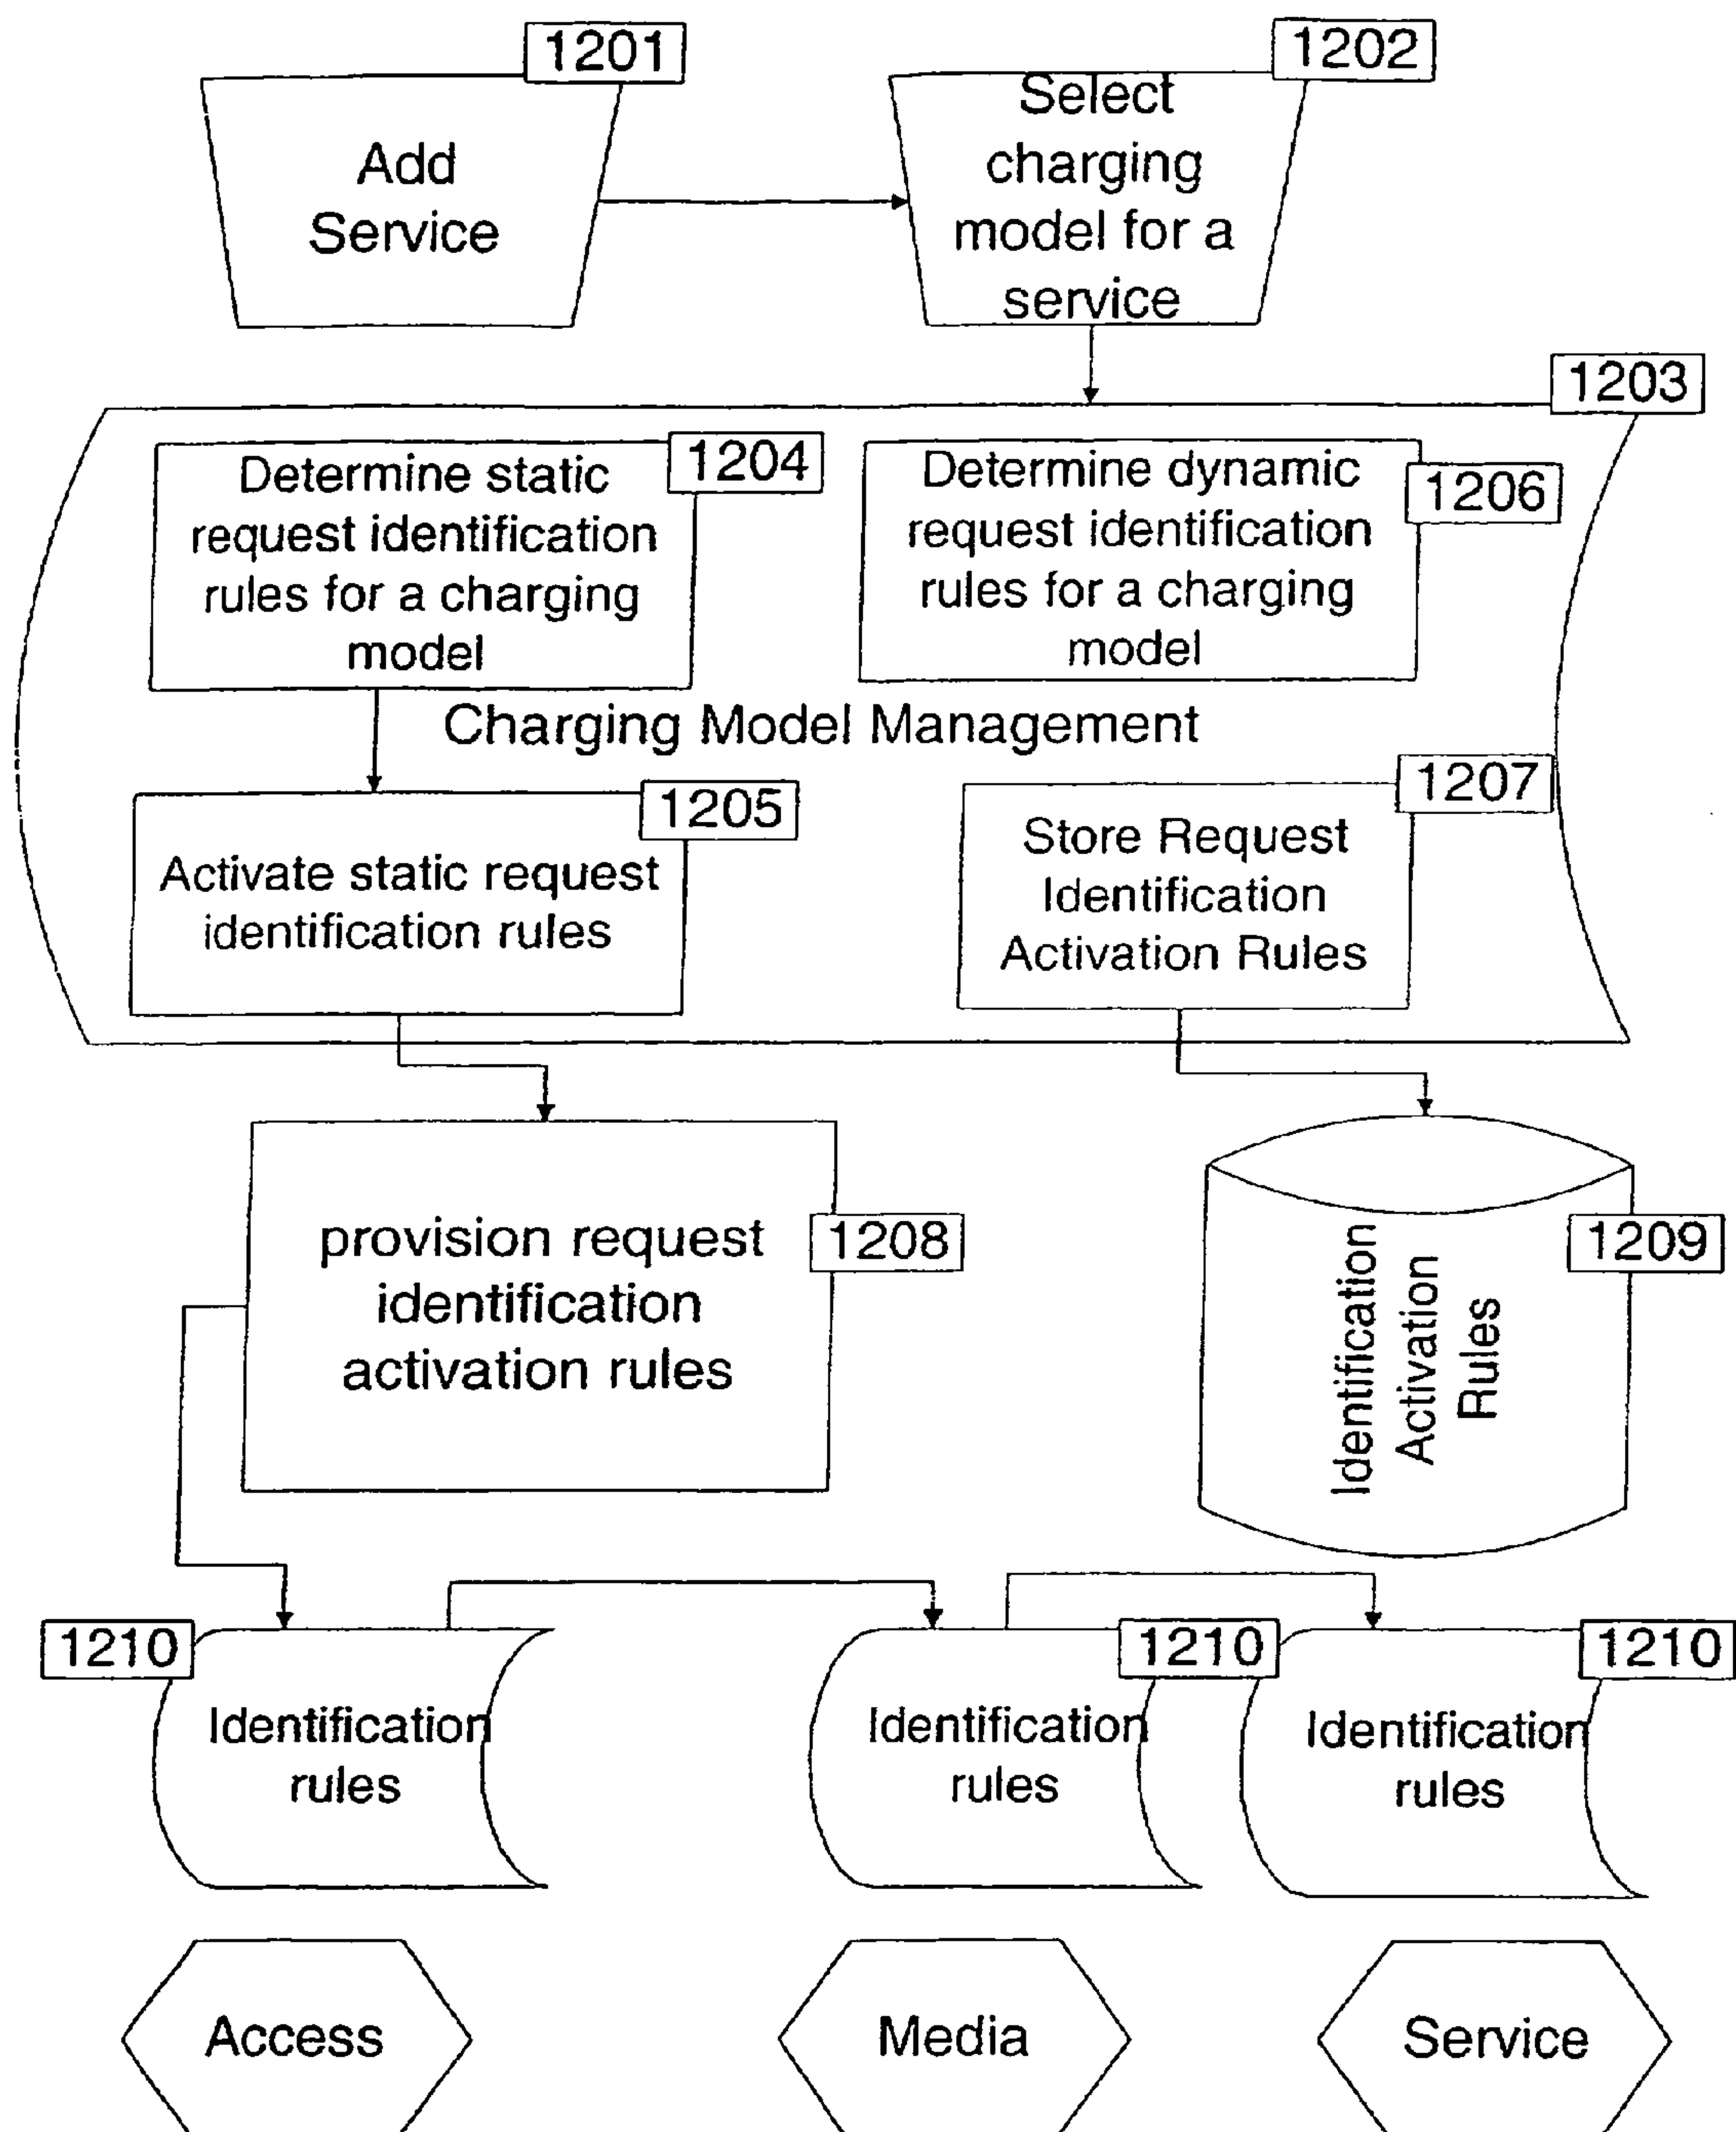 1201
Add
Service
1202
Select
charging
model for a
service
1203
1204
Determine static
request identification
rules for a charging
model
1206
Determine dynamic
request identification
rules for a charging
model
Charging Model Management
1205
Activate static request
identification rules
1207
Store Request
Identification
Activation Rules
1208
provision request
identification
activation rules
1209
Identification
Activation
Rules
1210
Identification
rules
1210
Identification
rules
1210
Identification
rules
Access
Media
Service